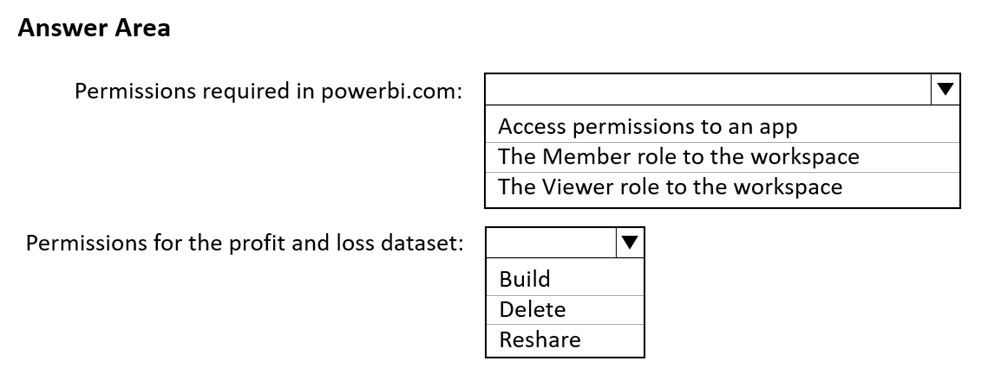 Answer Area
Permissions required in powerbi.com:
Access permissions to an app
The Member role to the workspace
The Viewer role to the workspace
Permissions for the profit and loss dataset:
Build
Delete
Reshare